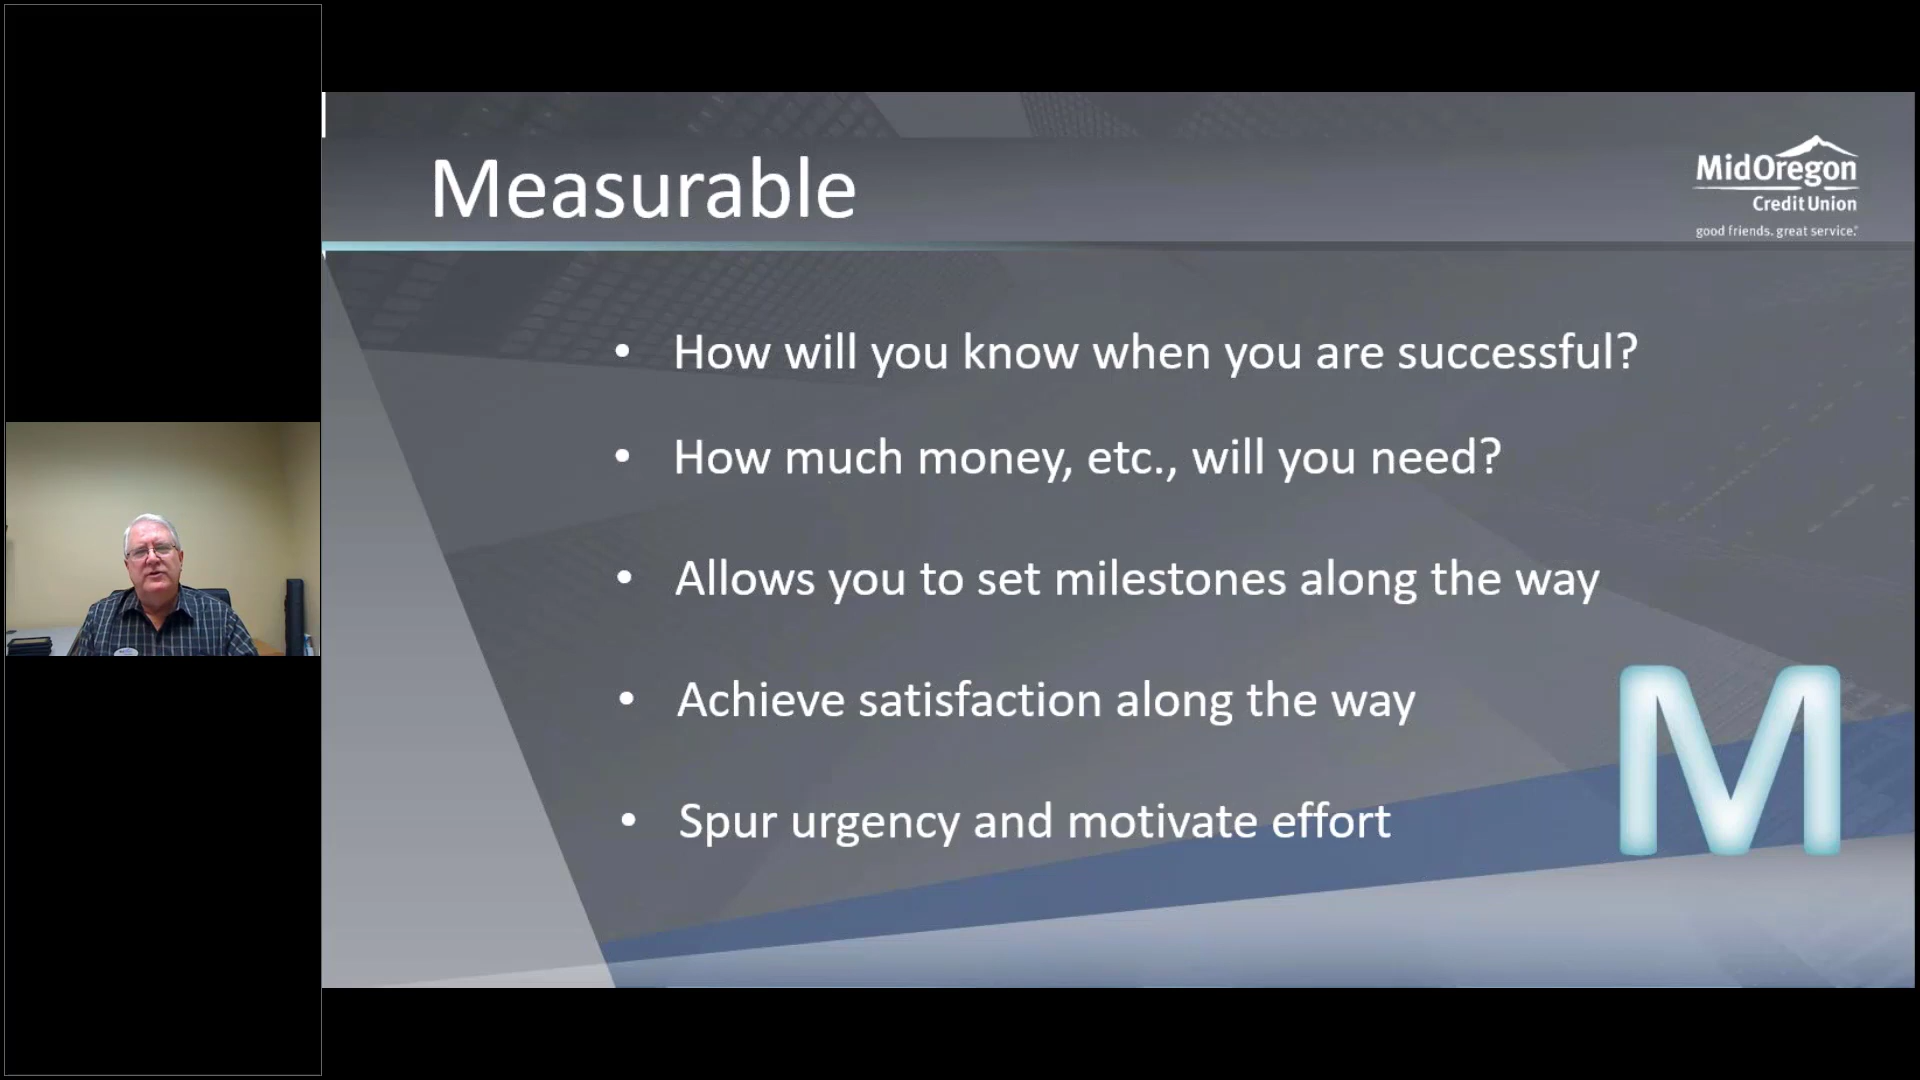 Measurable
MidOregon
Credit Union
good friends. great service.
• How will you know when you are successful?
• How much money, etc., will you need?
• Allows you to set milestones along the way
• Achieve satisfaction along the way
• Spur urgency and motivate effort
M